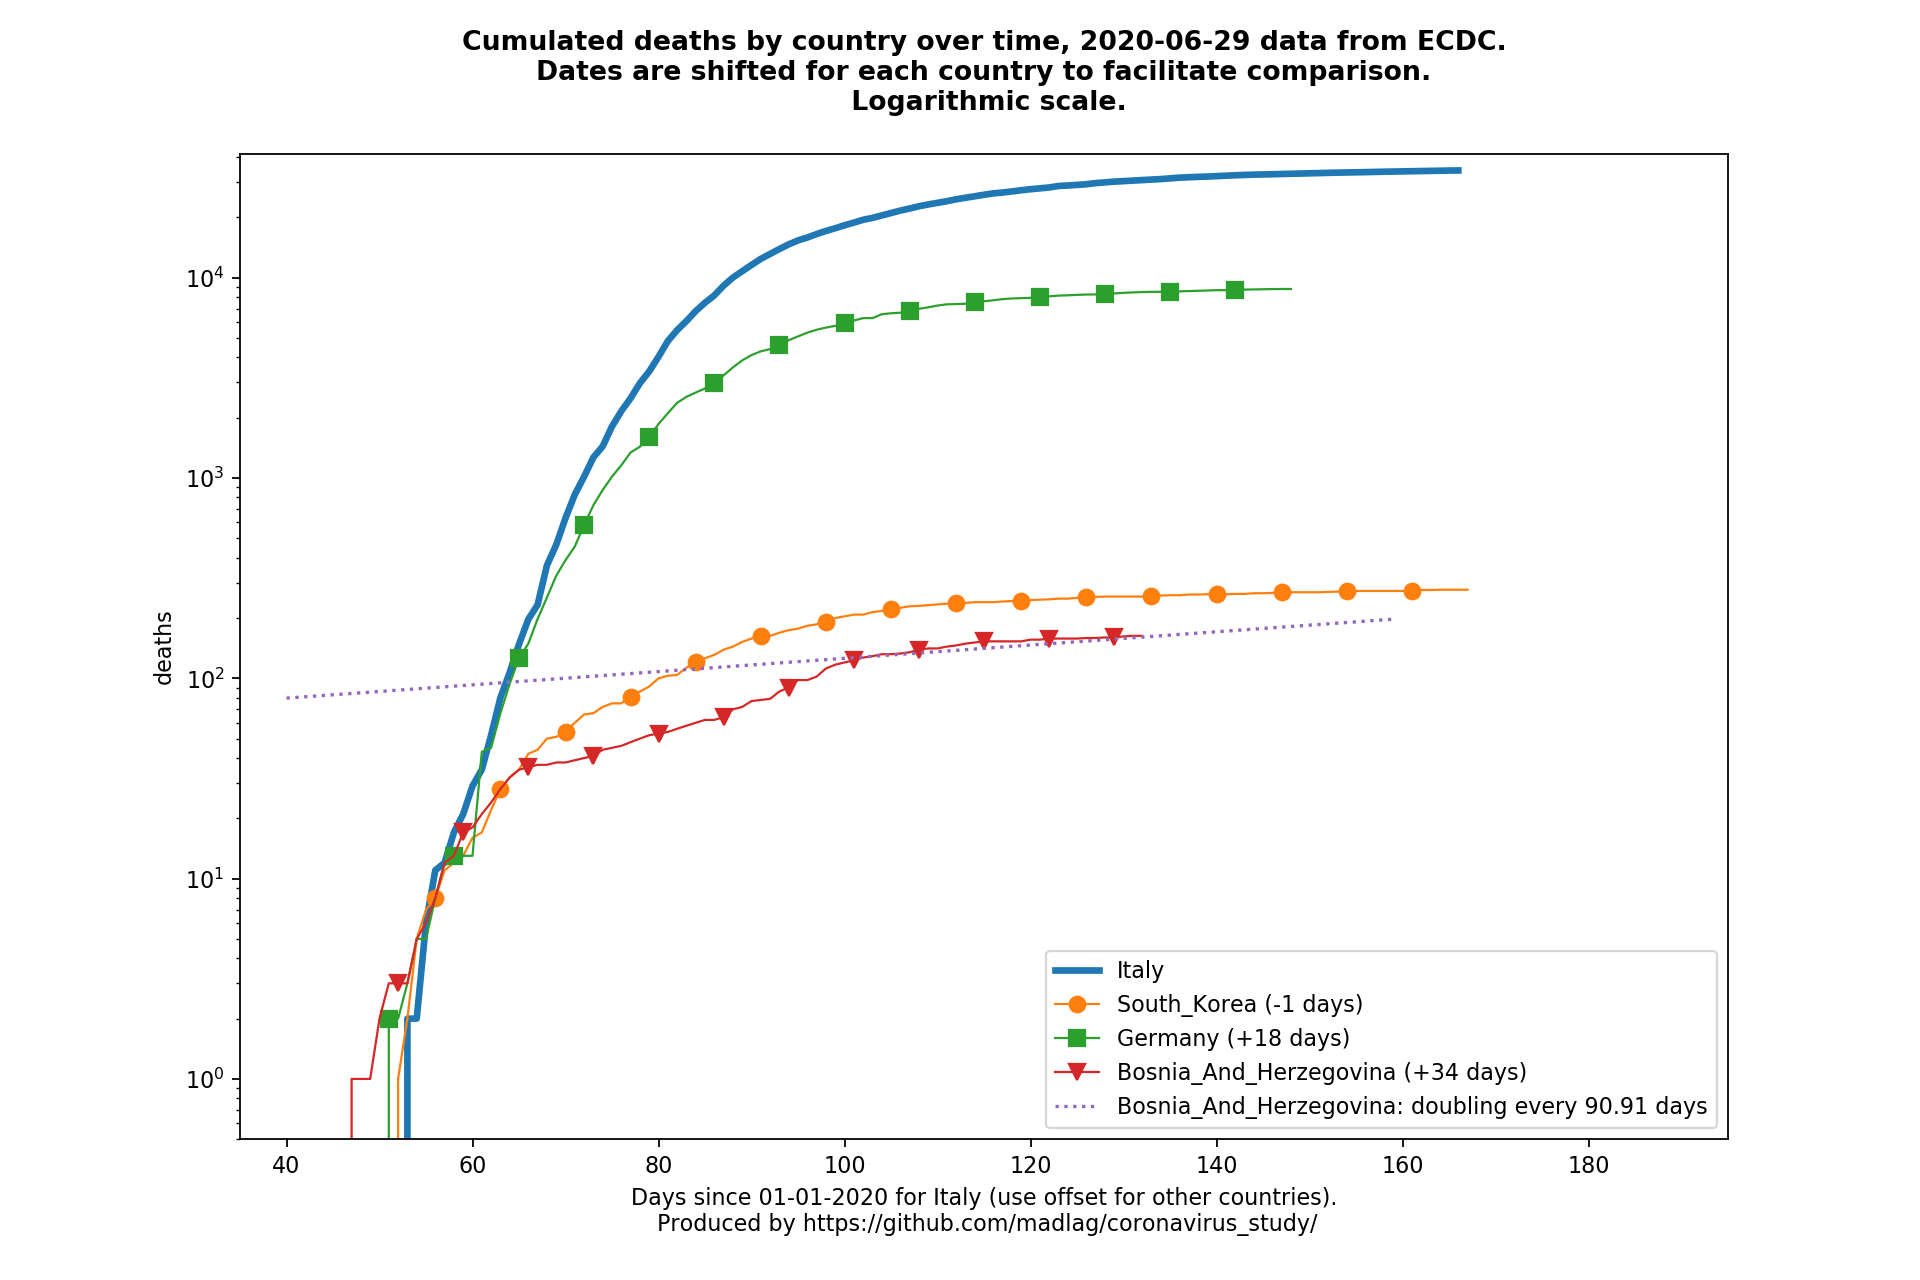 Cumulated deaths by country over time, 2020-06-29 data from ECDC.
Dates are shifted for each country to facilitate comparison.
Logarithmic scale.
deaths
10^4
10^3
10^2
10^1
10^0
40 60 80 100 120 140 160 180
Italy
South_Korea (-1 days)
Germany (+18 days)
Bosnia_And_Herzegovina (+34 days)
Bosnia_And_Herzegovina: doubling every 90.91 days
Days since 01-01-2020 for Italy (use offset for other countries).
Produced by https://github.com/madlag/coronavirus_study/